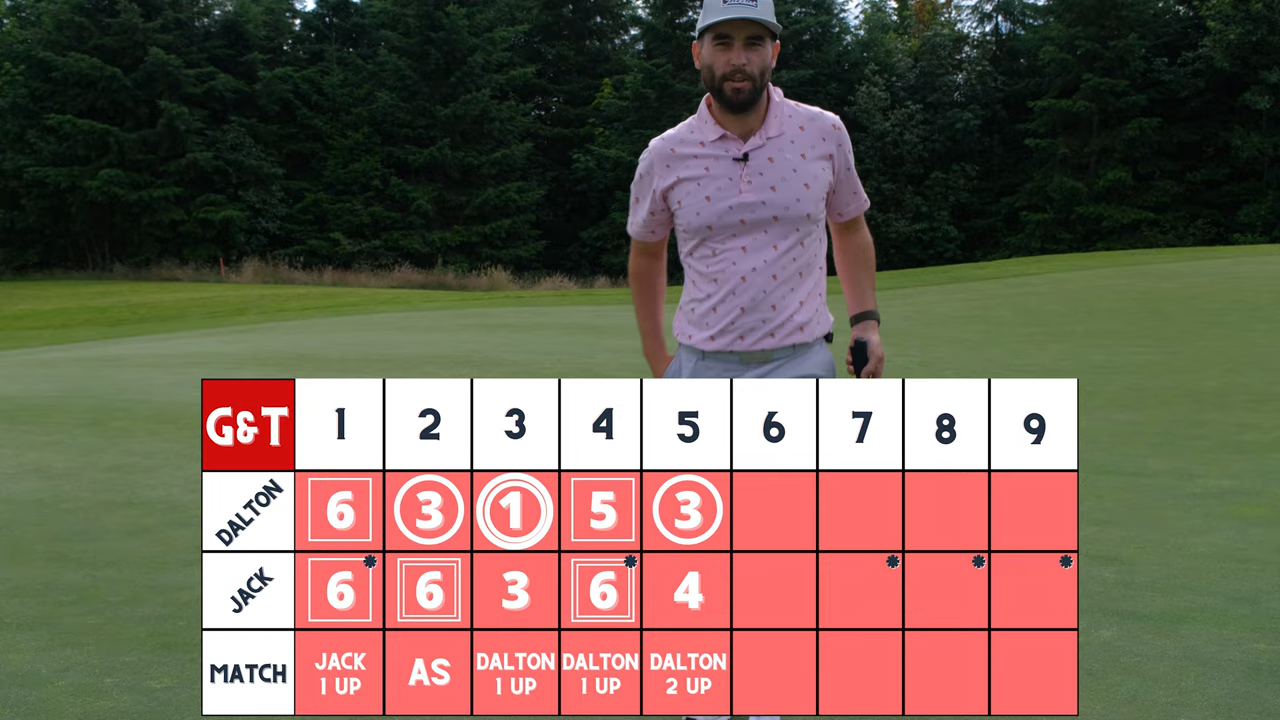 G&T 1 2 3 4 5 6 7 8 9
DALTON 6 3 1 5 3
JACK 6* 6 3 6* 4 * * *
MATCH JACK 1 UP AS DALTON 1 UP DALTON 1 UP DALTON 2 UP